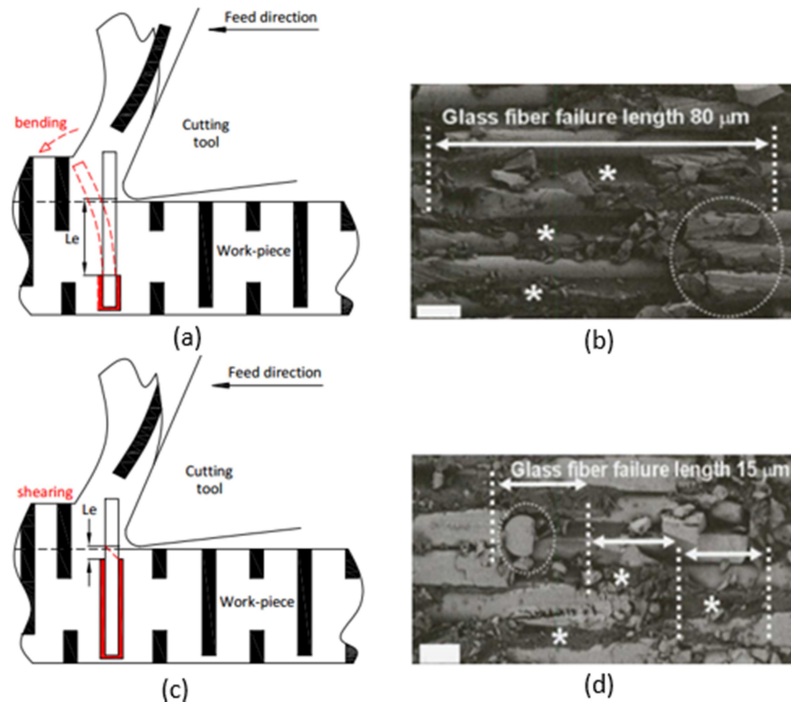 Feed direction
bending
Cutting
tool
Le
Work-piece
(a)
Glass fiber failure length 80 μm
*
*
*
(b)
Feed direction
shearing
Cutting
tool
Le
Work-piece
(c)
Glass fiber failure length 15 μm
*
*
*
(d)